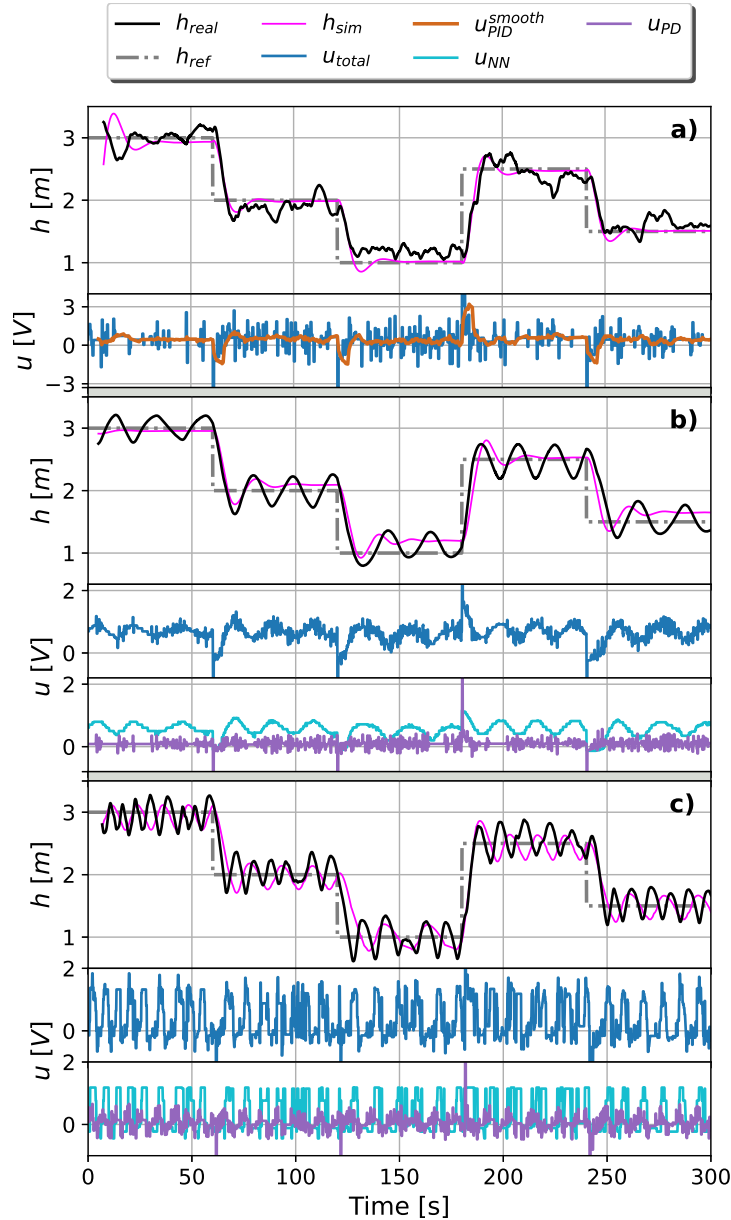 h_real h_sim u_PID^smooth u_PD
h_ref u_total u_NN
a)
3
2
1
h [m]
3
0
−3
u [V]
b)
3
2
1
h [m]
2
0
u [V]
2
0
c)
3
2
1
h [m]
2
0
u [V]
2
0
0 50 100 150 200 250 300
Time [s]